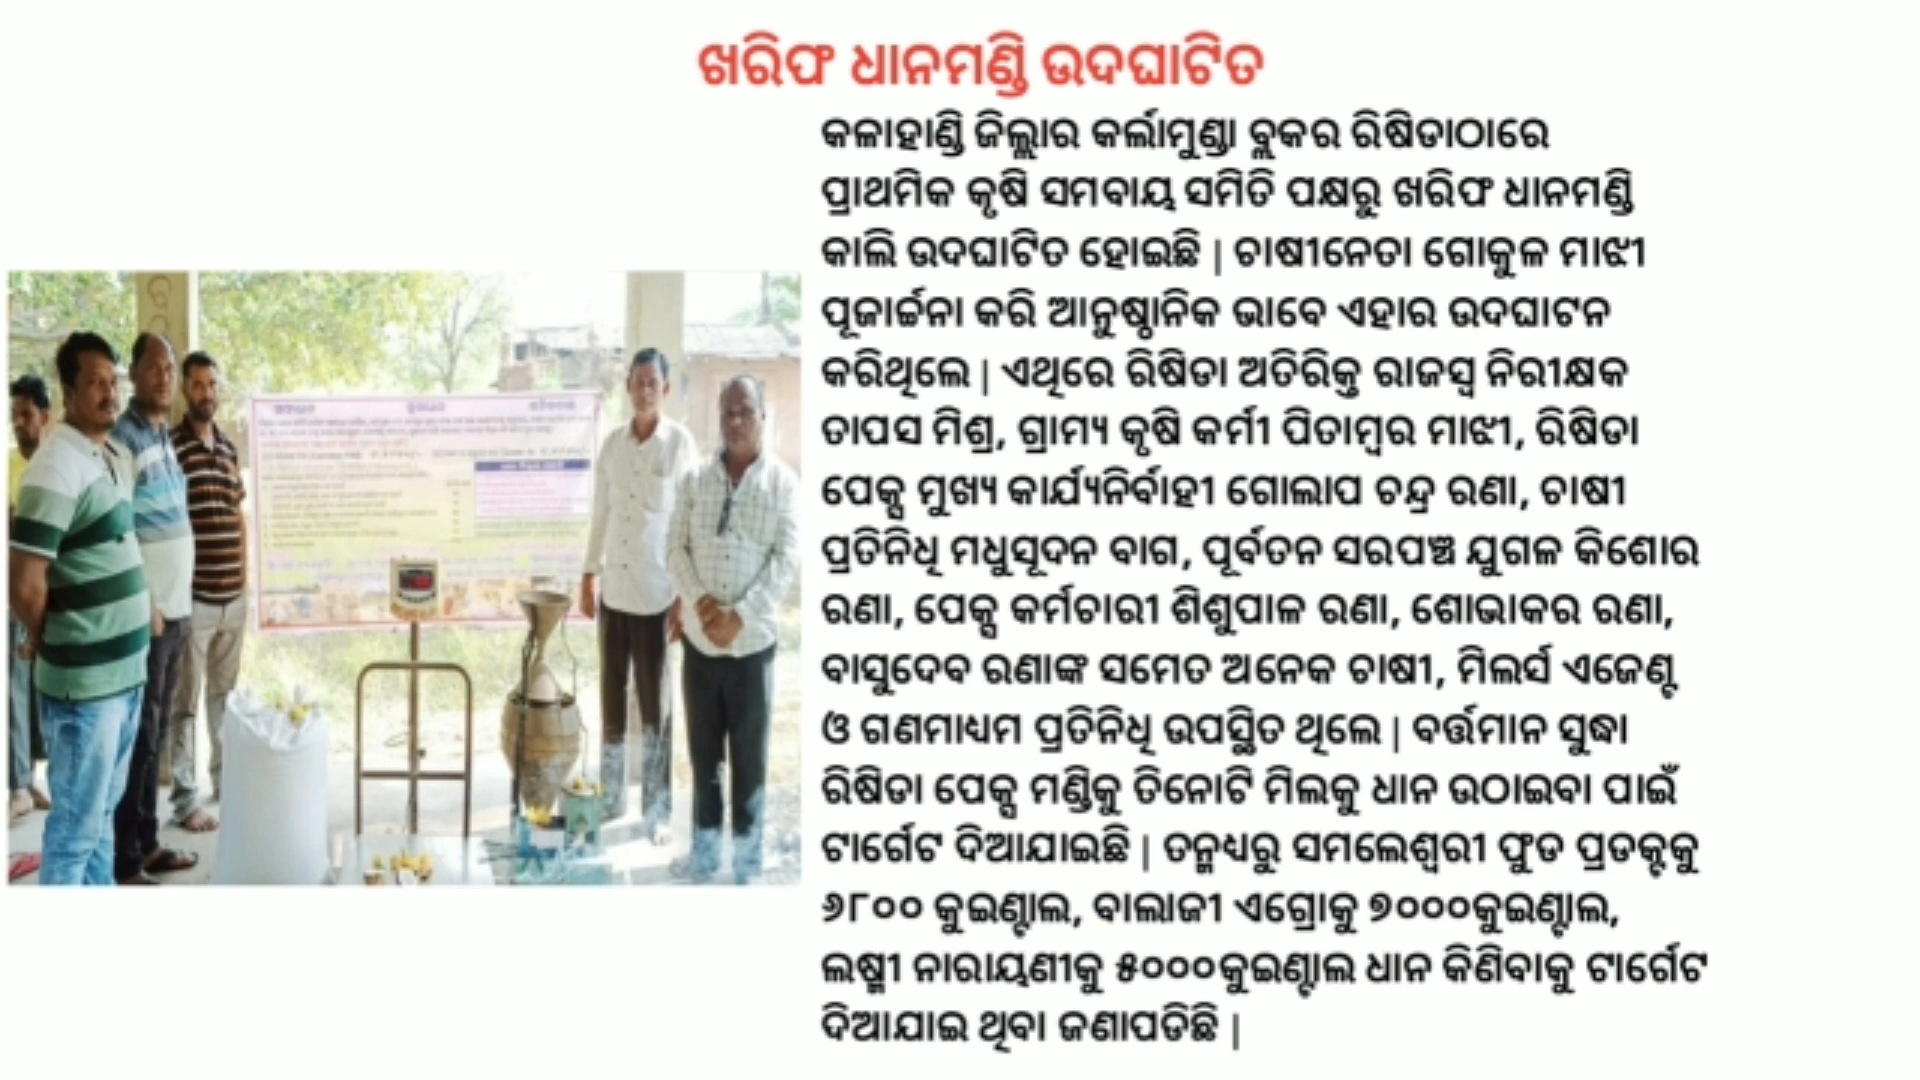 ଖରିଫ ଧାନମଣ୍ଡି ଉଦଘାଟିତ
କଳାହାଣ୍ଡି ଜିଲ୍ଲାର କର୍ଲାମୁଣ୍ଡା ବ୍ଲକର ରିଷିଡାଠାରେ
ପ୍ରାଥମିକ କୃଷି ସମବାୟ ସମିତି ପକ୍ଷରୁ ଖରିଫ ଧାନମଣ୍ଡି
କାଲି ଉଦଘାଟିତ ହୋଇଛି | ଚାଷୀନେତା ଗୋକୁଳ ମାଝୀ
ପୂଜାର୍ଚ୍ଚନା କରି ଆନୁଷ୍ଠାନିକ ଭାବେ ଏହାର ଉଦଘାଟନ
କରିଥିଲେ | ଏଥିରେ ରିଷିଡା ଅତିରିକ୍ତ ରାଜସ୍ୱ ନିରୀକ୍ଷକ
ତାପସ ମିଶ୍ର, ଗ୍ରାମ୍ୟ କୃଷି କର୍ମୀ ପିତାମ୍ବର ମାଝୀ, ରିଷିଡା
ପେକ୍ସ ମୁଖ୍ୟ କାର୍ଯ୍ୟନିର୍ବାହୀ ଗୋଲାପ ଚନ୍ଦ୍ର ରଣା, ଚାଷୀ
ପ୍ରତିନିଧି ମଧୁସୂଦନ ବାଗ, ପୂର୍ବତନ ସରପଞ୍ଚ ଯୁଗଳ କିଶୋର
ରଣା, ପେକ୍ସ କର୍ମଚାରୀ ଶିଶୁପାଳ ରଣା, ଶୋଭାକର ରଣା,
ବାସୁଦେବ ରଣାଙ୍କ ସମେତ ଅନେକ ଚାଷୀ, ମିଲର୍ସ ଏଜେଣ୍ଟ
ଓ ଗଣମାଧ୍ୟମ ପ୍ରତିନିଧି ଉପସ୍ଥିତ ଥିଲେ | ବର୍ତ୍ତମାନ ସୁଦ୍ଧା
ରିଷିଡା ପେକ୍ସ ମଣ୍ଡିକୁ ତିନୋଟି ମିଲକୁ ଧାନ ଉଠାଇବା ପାଇଁ
ଟାର୍ଗେଟ ଦିଆଯାଇଛି | ତନ୍ମଧ୍ୟରୁ ସମଲେଶ୍ୱରୀ ଫୁଡ ପ୍ରଡକ୍ଟକୁ
୬୮୦୦ କୁଇଣ୍ଟାଲ, ବାଲାଜୀ ଏଗ୍ରୋକୁ ୭୦୦୦କୁଇଣ୍ଟାଲ,
ଲକ୍ଷ୍ମୀ ନାରାୟଣୀକୁ ୫୦୦୦କୁଇଣ୍ଟାଲ ଧାନ କିଣିବାକୁ ଟାର୍ଗେଟ
ଦିଆଯାଇ ଥିବା ଜଣାପଡିଛି |